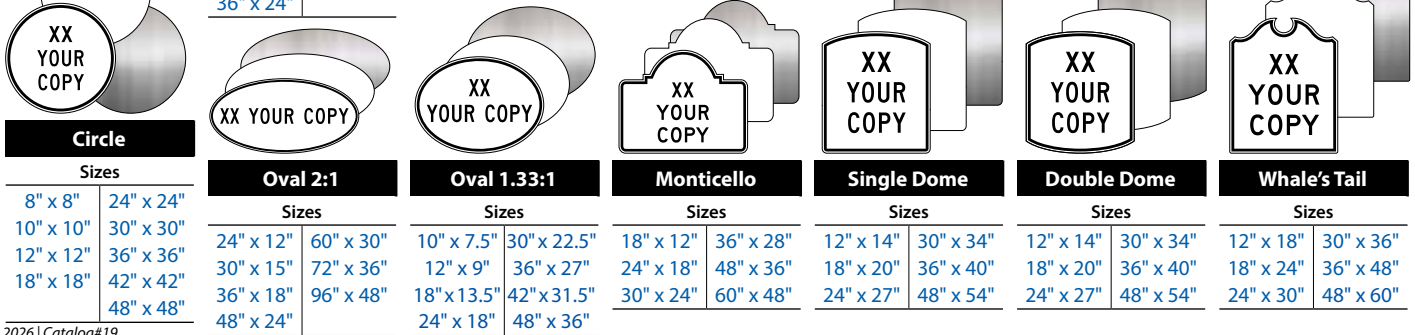 36" x 24"
XX
YOUR
COPY
Circle
Sizes
8" x 8" 24" x 24"
10" x 10" 30" x 30"
12" x 12" 36" x 36"
18" x 18" 42" x 42"
48" x 48"
2026 | Catalog#19
XX YOUR COPY
Oval 2:1
Sizes
24" x 12" 60" x 30"
30" x 15" 72" x 36"
36" x 18" 96" x 48"
48" x 24"
XX
YOUR COPY
Oval 1.33:1
Sizes
10" x 7.5" 30" x 22.5"
12" x 9" 36" x 27"
18" x 13.5" 42" x 31.5"
24" x 18" 48" x 36"
XX
YOUR
COPY
Monticello
Sizes
18" x 12" 36" x 28"
24" x 18" 48" x 36"
30" x 24" 60" x 48"
XX
YOUR
COPY
Single Dome
Sizes
12" x 14" 30" x 34"
18" x 20" 36" x 40"
24" x 27" 48" x 54"
XX
YOUR
COPY
Double Dome
Sizes
12" x 14" 30" x 34"
18" x 20" 36" x 40"
24" x 27" 48" x 54"
XX
YOUR
COPY
Whale's Tail
Sizes
12" x 18" 30" x 36"
18" x 24" 36" x 48"
24" x 30" 48" x 60"